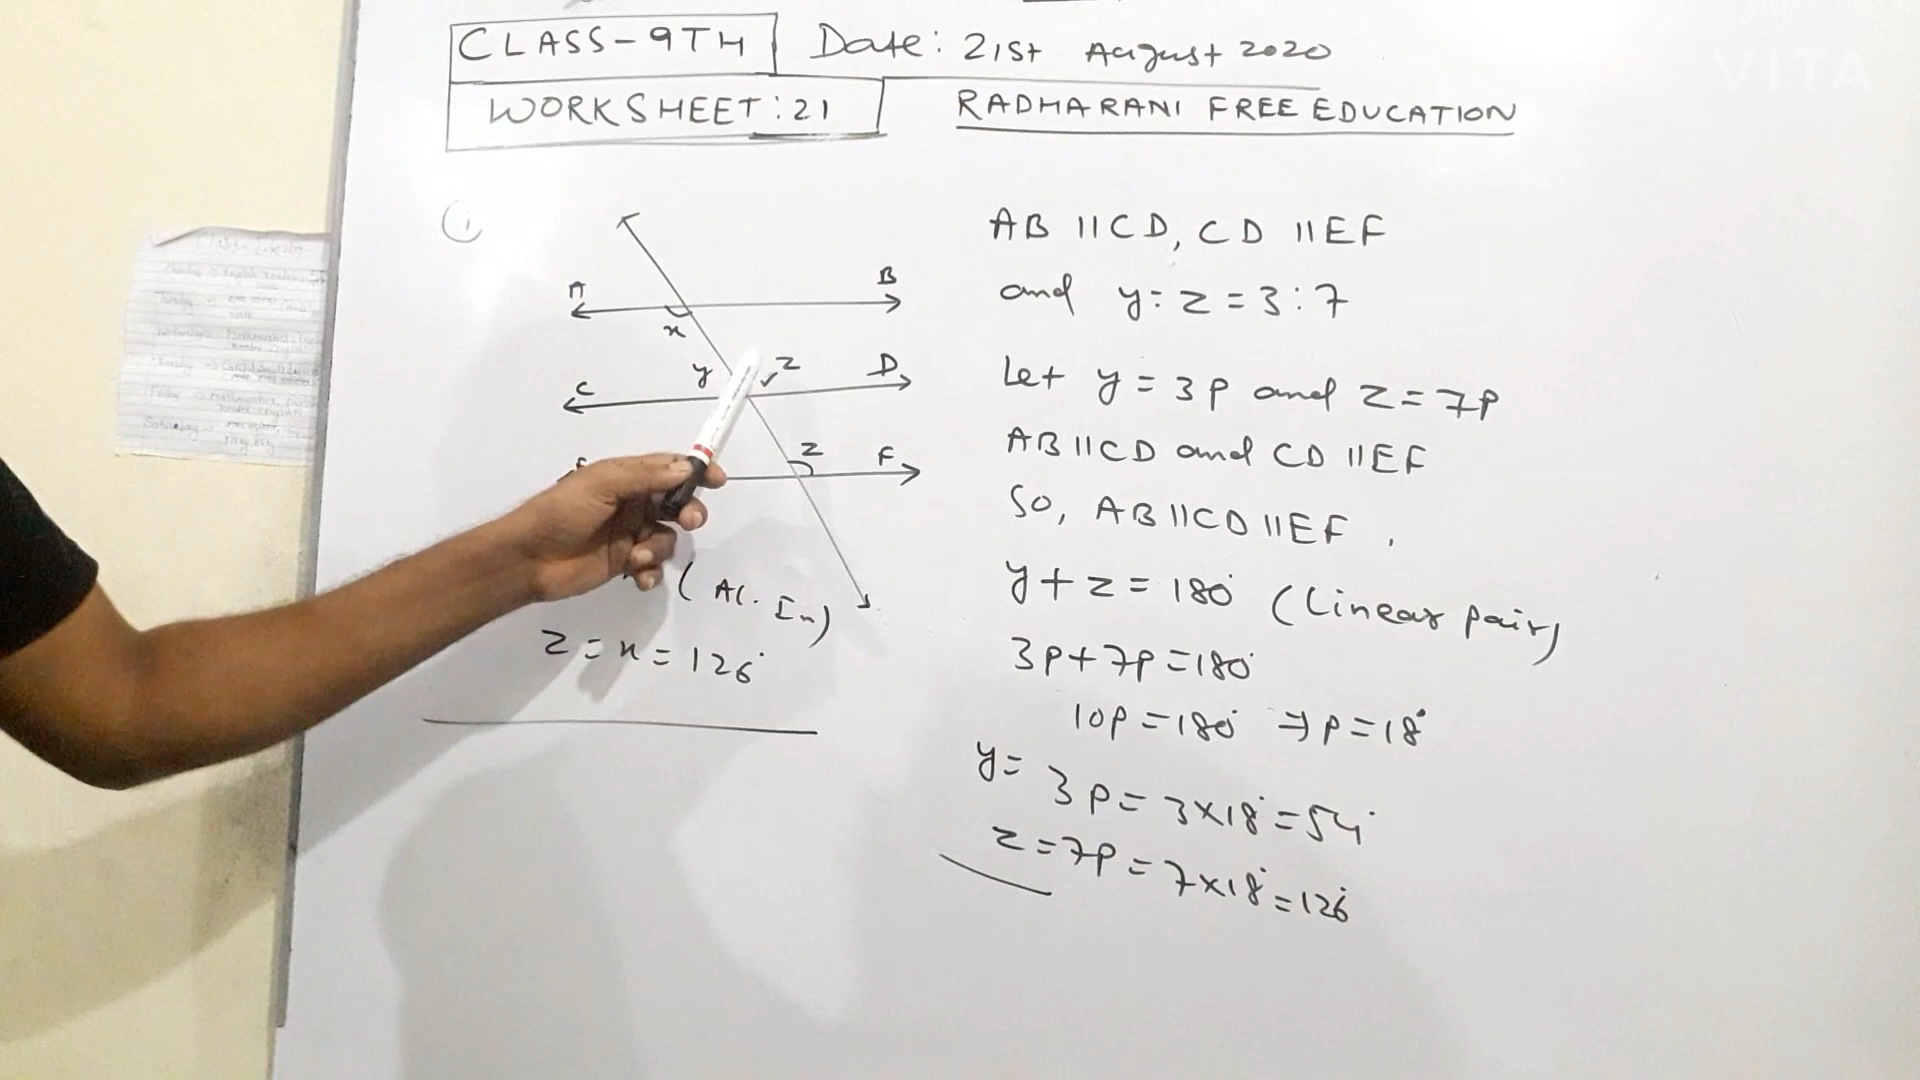 CLASS-9TH Date: 21st August 2020
WORKSHEET: 21 RADHARANI FREE EDUCATION
VITA
①
A B
x
y z
C D
z F
AB || CD, CD || EF
and y : z = 3 : 7
Let y = 3p and z = 7p
AB || CD and CD || EF
So, AB || CD || EF .
y + z = 180° (Linear pair)
3p + 7p = 180°
10p = 180° ⇒ p = 18°
y = 3p = 3×18° = 54°
z = 7p = 7×18° = 126°
(Al. In)
z = x = 126°